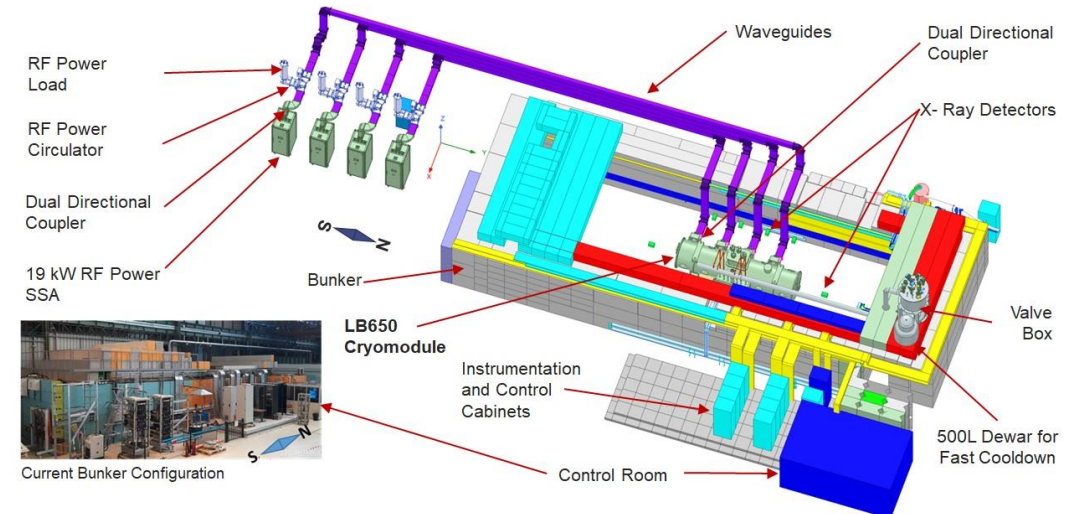 RF Power
Load
RF Power
Circulator
Dual Directional
Coupler
19 kW RF Power
SSA
Waveguides
Dual Directional
Coupler
X- Ray Detectors
Z
Y
X
S
N
Bunker
LB650
Cryomodule
Valve
Box
Instrumentation
and Control
Cabinets
500L Dewar for
Fast Cooldown
Control Room
N
S
Current Bunker Configuration